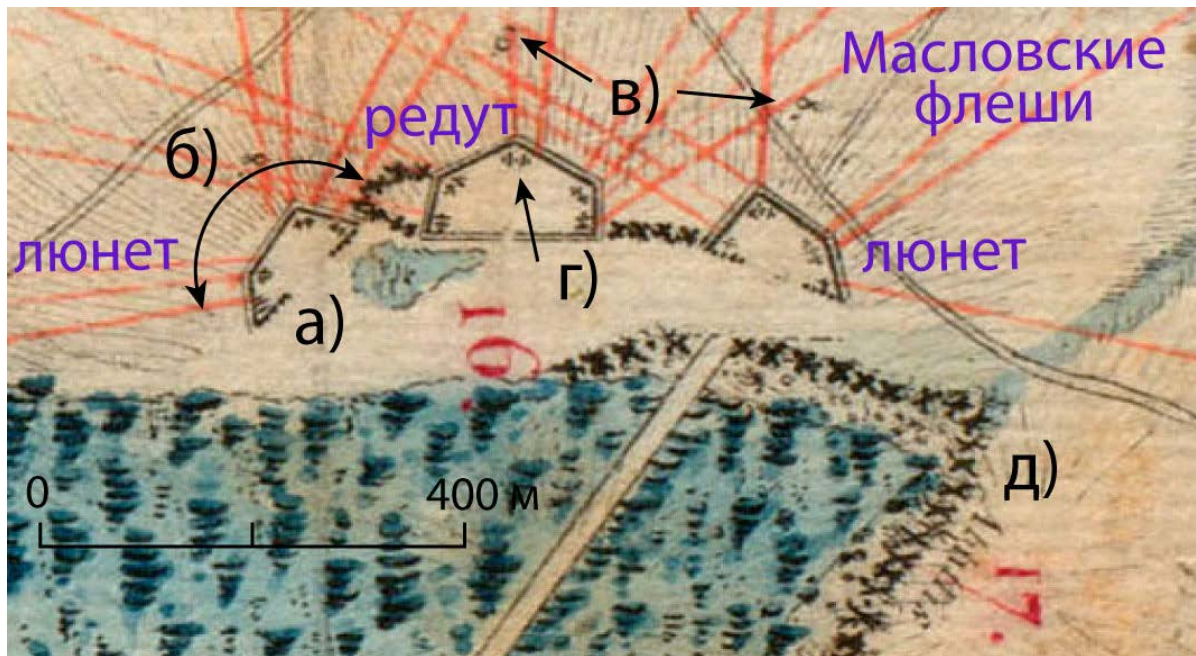 Масловские
флеши
в)
редут
б)
люнет
люнет
г)
а)
16.
д)
0
400 м
17.